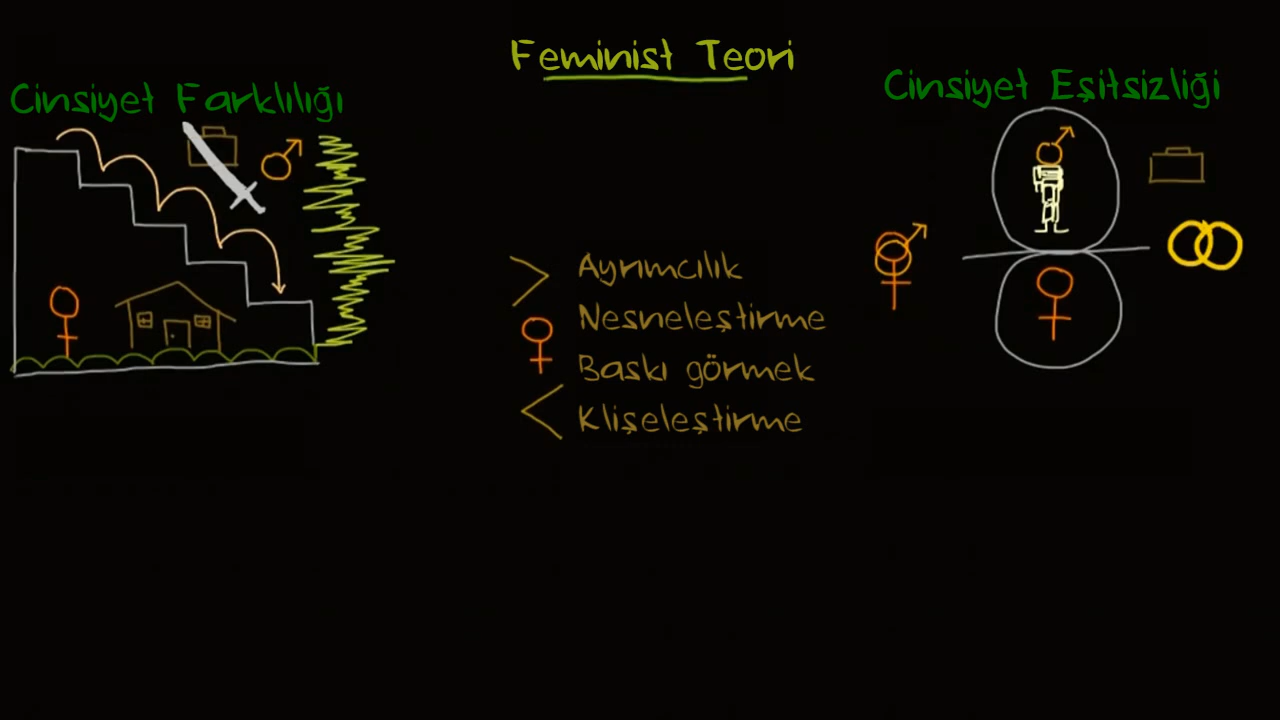 Feminist Teori
Cinsiyet Farklılığı
Cinsiyet Eşitsizliği
Ayrımcılık
Nesneleştirme
Baskı görmek
Klişeleştirme